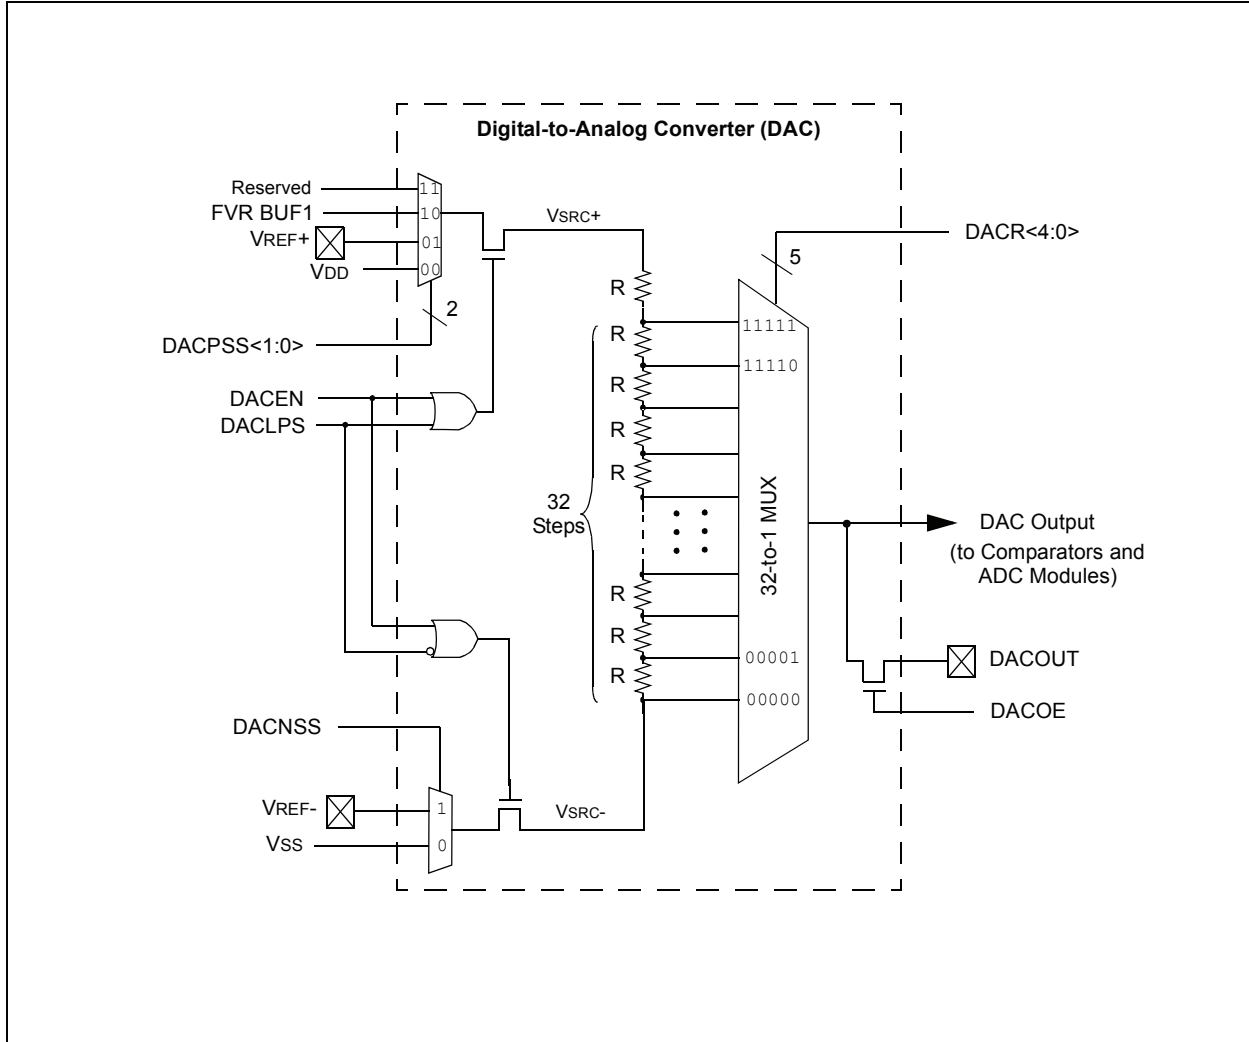 Digital-to-Analog Converter (DAC)
Reserved
11
FVR BUF1
10
VREF+
01
VDD
00
VSRC+
DACR<4:0>
5
2
DACPSS<1:0>
DACEN
DACLPS
R
R
R
R
R
R
R
R
11111
11110
32
Steps
32-to-1 MUX
00001
00000
DAC Output
(to Comparators and
ADC Modules)
DACOUT
DACOE
DACNSS
VREF-
1
VSS
0
VSRC-